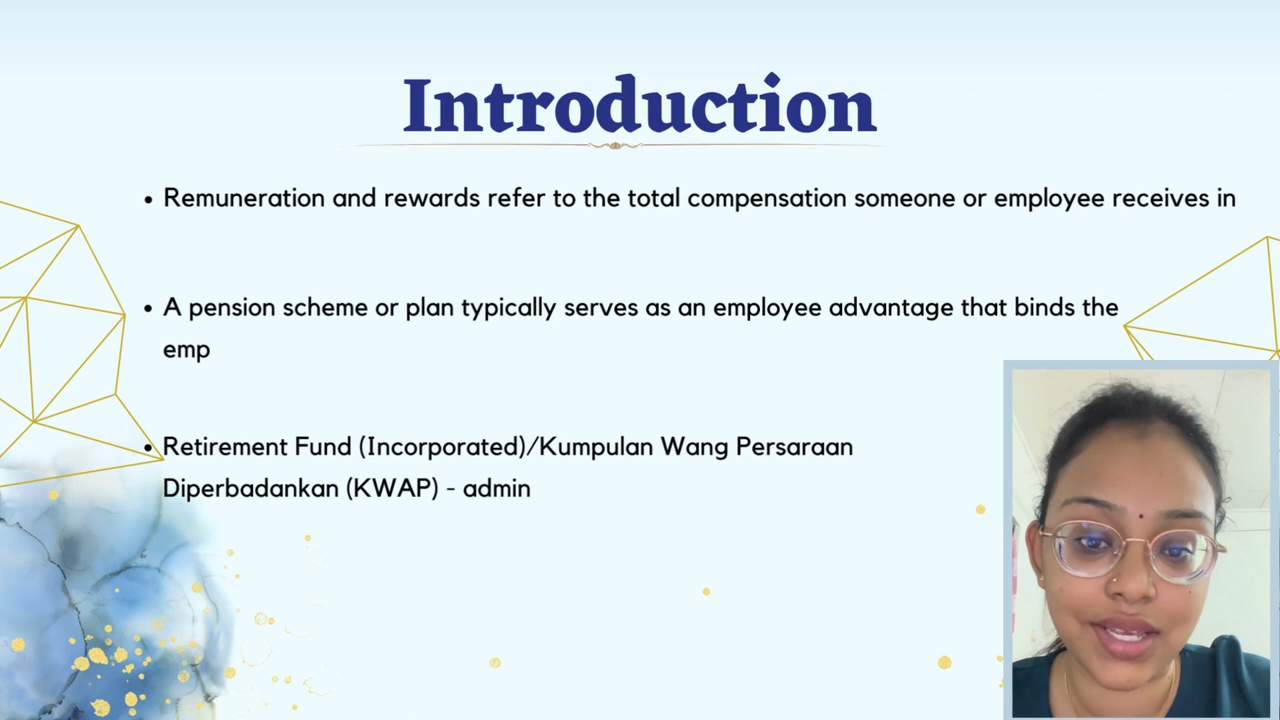 Introduction
• Remuneration and rewards refer to the total compensation someone or employee receives in
• A pension scheme or plan typically serves as an employee advantage that binds the
emp
• Retirement Fund (Incorporated)/Kumpulan Wang Persaraan
Diperbadankan (KWAP) - admin